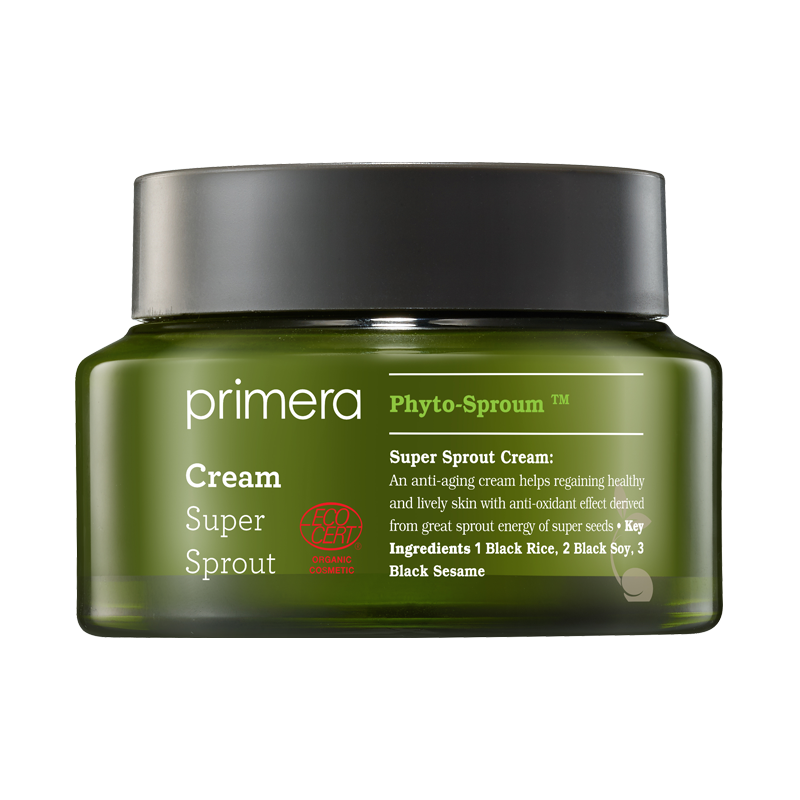 primera
Cream
Super
Sprout
ECO
CERT
ORGANIC
COSMETIC
Phyto-Sproum ™
Super Sprout Cream:
An anti-aging cream helps regaining healthy
and lively skin with anti-oxidant effect derived
from great sprout energy of super seeds • Key
Ingredients 1 Black Rice, 2 Black Soy, 3
Black Sesame